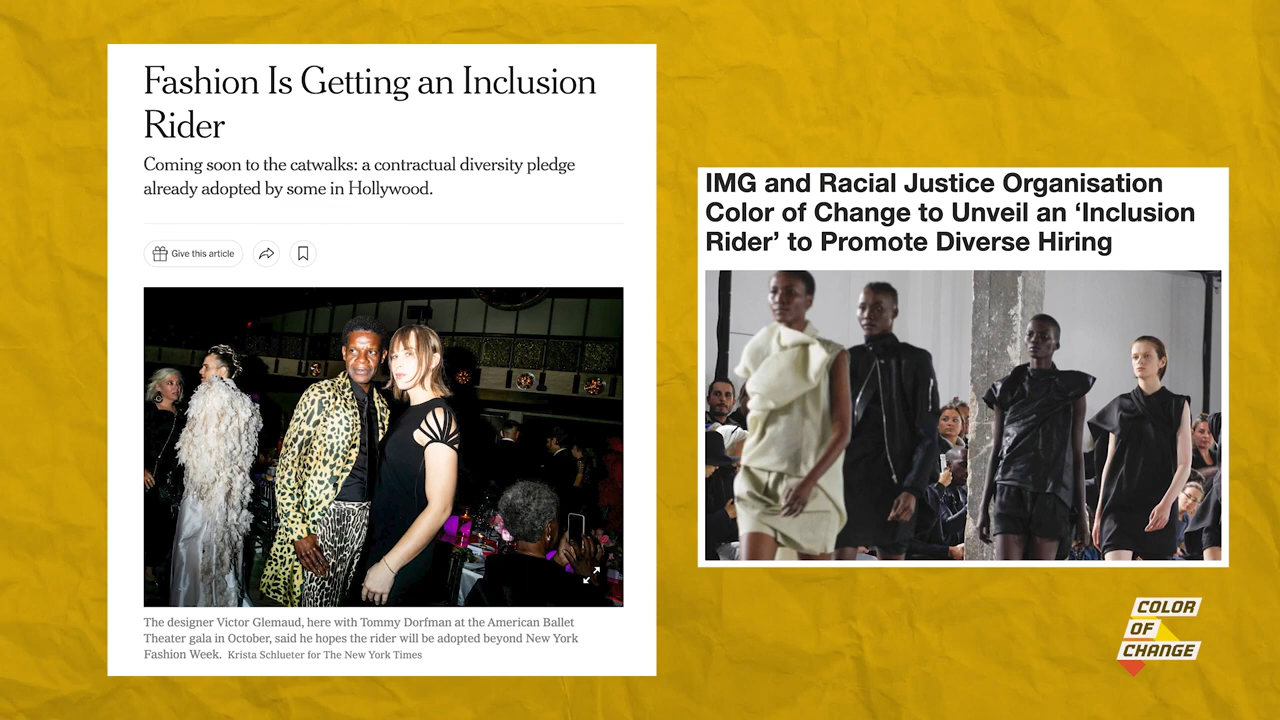 Fashion Is Getting an Inclusion
Rider
Coming soon to the catwalks: a contractual diversity pledge
already adopted by some in Hollywood.
Give this article
The designer Victor Glemaud, here with Tommy Dorfman at the American Ballet
Theater gala in October, said he hopes the rider will be adopted beyond New York
Fashion Week. Krista Schlueter for The New York Times
IMG and Racial Justice Organisation
Color of Change to Unveil an ‘Inclusion
Rider’ to Promote Diverse Hiring
COLOR
OF
CHANGE